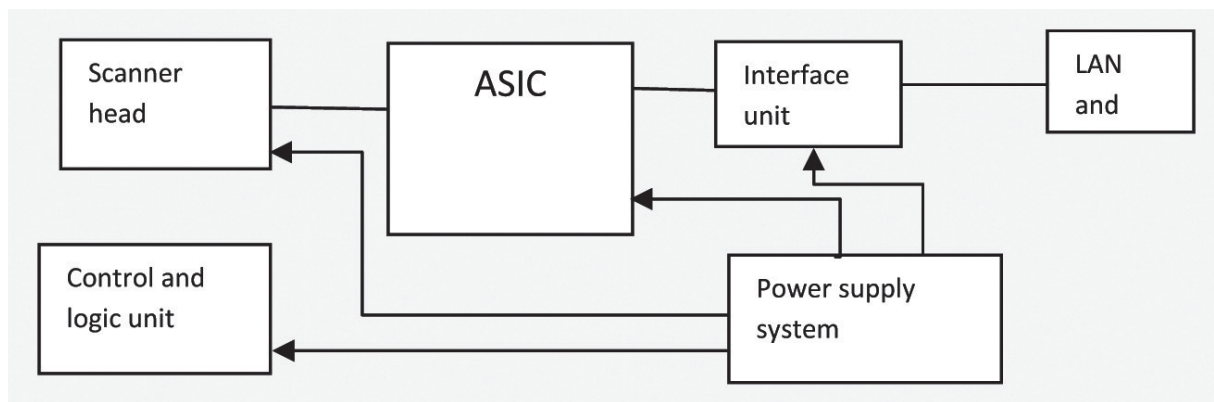 Scanner
head
ASIC
Interface
unit
LAN
and
Control and
logic unit
Power supply
system